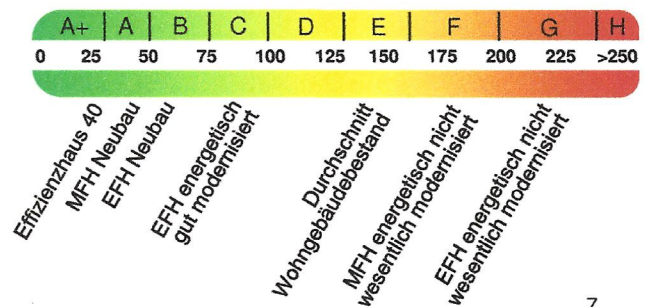 A+ A B C D E F G H
0 25 50 75 100 125 150 175 200 225 >250
Effizienzhaus 40
MFH Neubau
EFH Neubau
EFH energetisch
gut modernisiert
Durchschnitt
Wohngebäudebestand
MFH energetisch nicht
wesentlich modernisiert
EFH energetisch nicht
wesentlich modernisiert
7